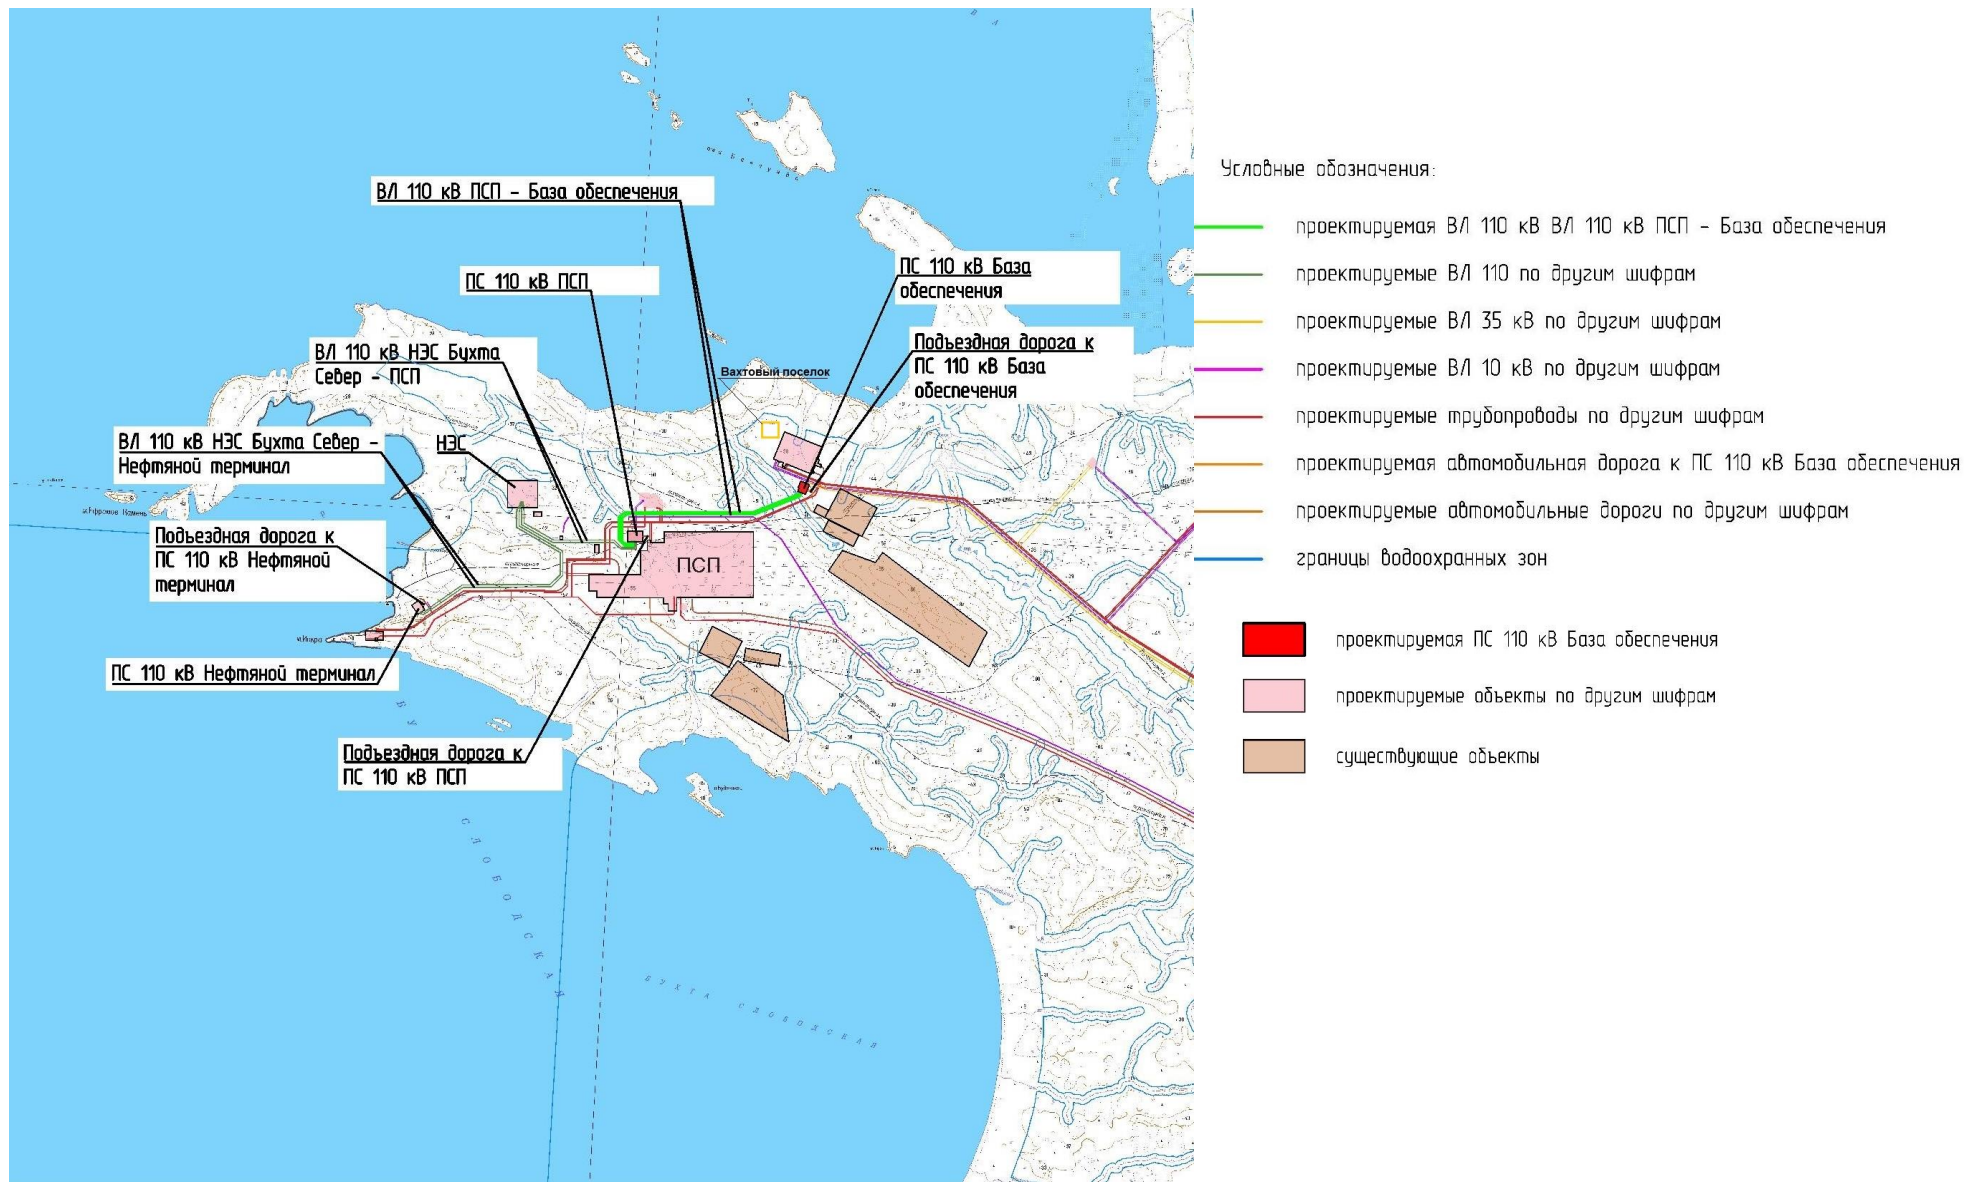 ВЛ 110 кВ ПСП - База обеспечения
ПС 110 кВ ПСП
ПС 110 кВ База
обеспечения
Подъездная дорога к
ПС 110 кВ База
обеспечения
ВЛ 110 кВ НЭС Бухта
Север - ПСП
Вахтовый поселок
ВЛ 110 кВ НЭС Бухта Север -
Нефтяной терминал
НЭС
Подъездная дорога к
ПС 110 кВ Нефтяной
терминал
ПСП
ПС 110 кВ Нефтяной терминал
Подъездная дорога к
ПС 110 кВ ПСП
СЛОБОДСКАЯ
БУХТА СЛОБОДСКАЯ
Условные обозначения:
проектируемая ВЛ 110 кВ ВЛ 110 кВ ПСП - База обеспечения
проектируемые ВЛ 110 по другим шифрам
проектируемые ВЛ 35 кВ по другим шифрам
проектируемые ВЛ 10 кВ по другим шифрам
проектируемые трубопроводы по другим шифрам
проектируемая автомобильная дорога к ПС 110 кВ База обеспечения
проектируемые автомобильные дороги по другим шифрам
границы водоохранных зон
проектируемая ПС 110 кВ База обеспечения
проектируемые объекты по другим шифрам
существующие объекты